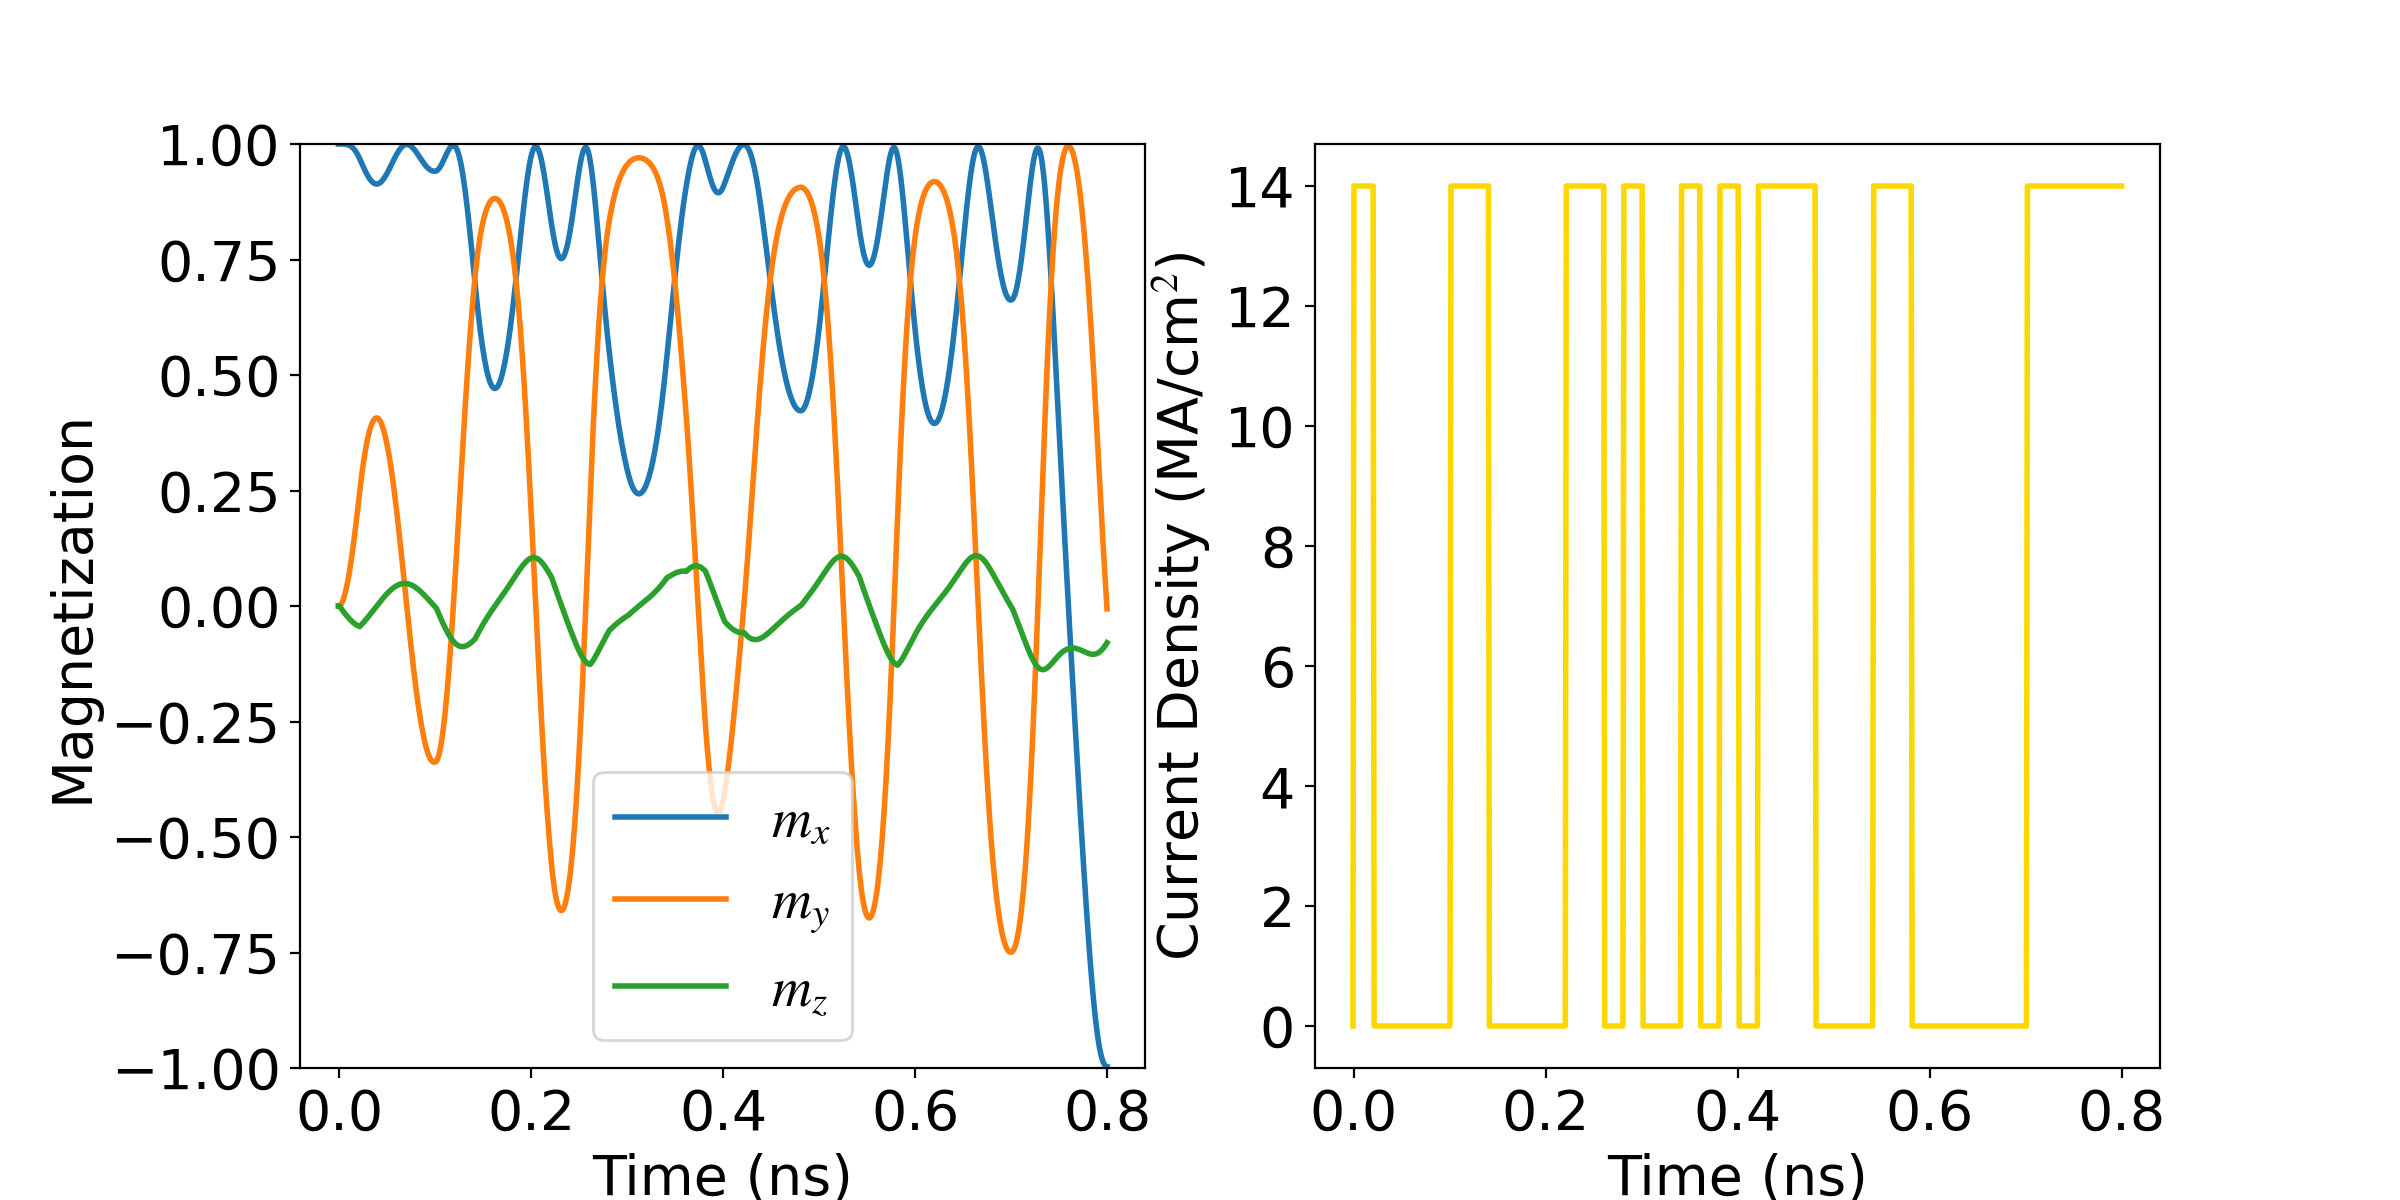 Magnetization
1.00
0.75
0.50
0.25
0.00
−0.25
−0.50
−0.75
−1.00
0.0 0.2 0.4 0.6 0.8
Time (ns)
m_x
m_y
m_z
Current Density (MA/cm²)
14
12
10
8
6
4
2
0
0.0 0.2 0.4 0.6 0.8
Time (ns)